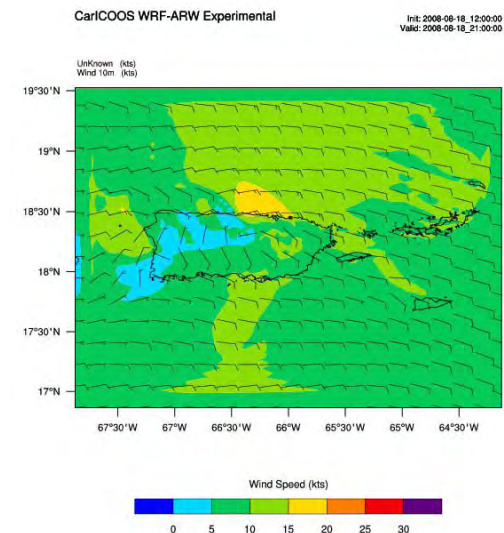 CarICOOS WRF-ARW Experimental
Init: 2008-08-18_12:00:00
Valid: 2008-08-18_21:00:00
UnKnown (kts)
Wind 10m (kts)
19°30'N
19°N
18°30'N
18°N
17°30'N
17°N
67°30'W 67°W 66°30'W 66°W 65°30'W 65°W 64°30'W
Wind Speed (kts)
0 5 10 15 20 25 30